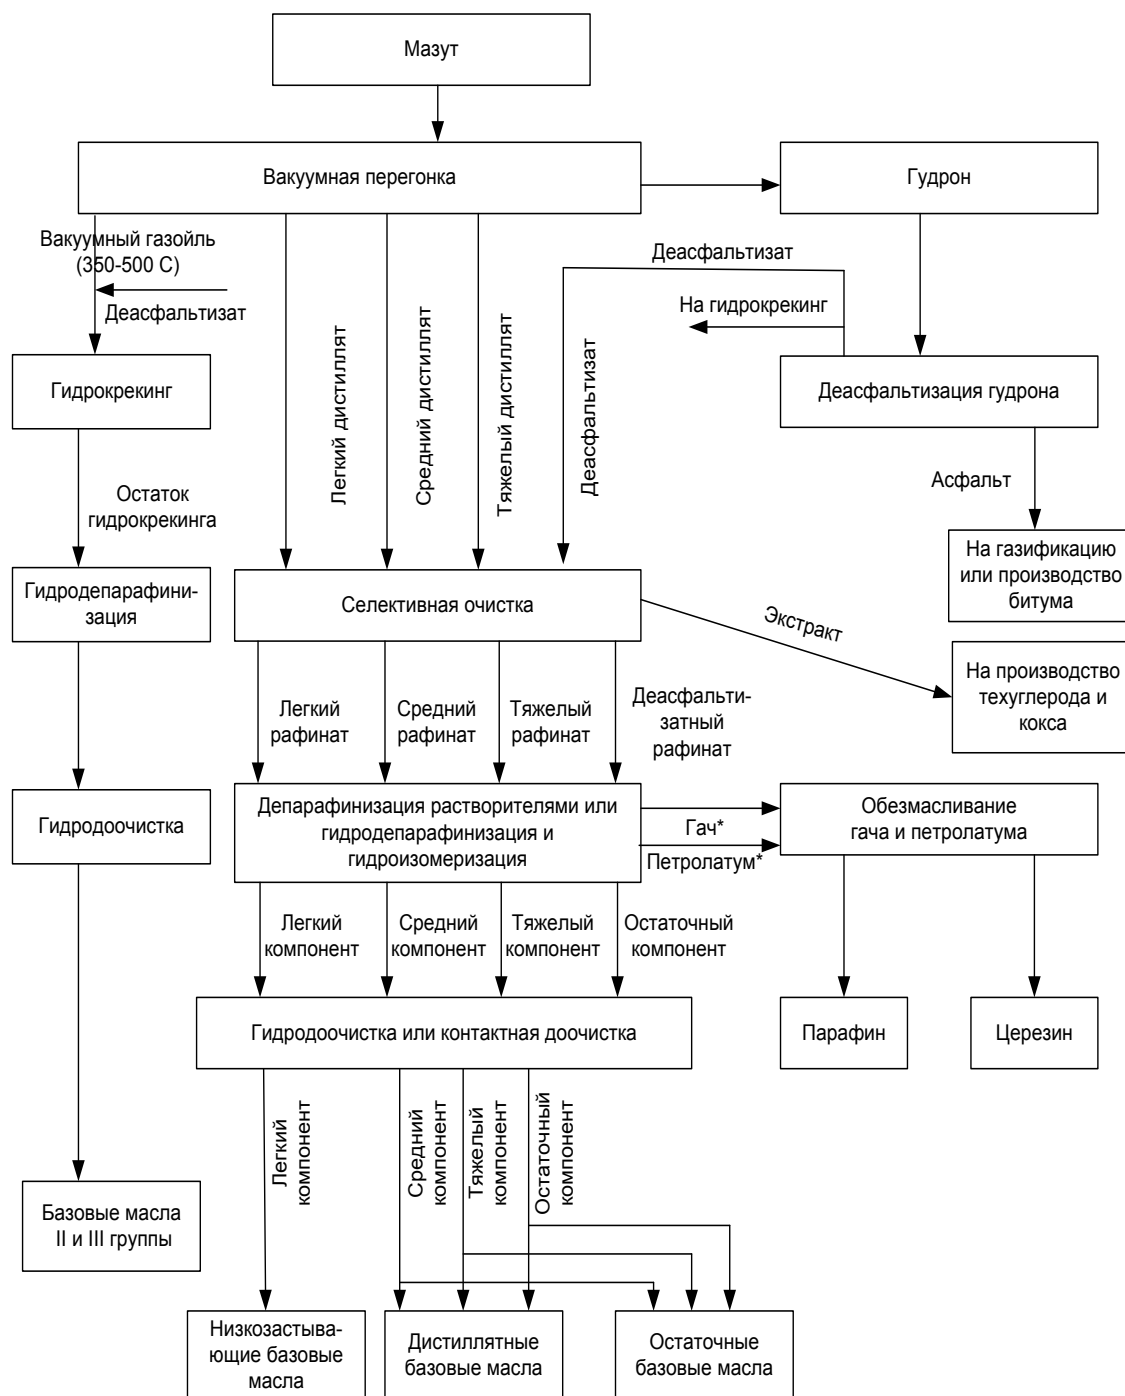 Мазут
Вакуумная перегонка
Гудрон
Вакуумный газойль
(350-500 С)
Деасфальтизат
Деасфальтизат
На гидрокрекинг
Гидрокрекинг
Легкий дистиллят
Средний дистиллят
Тяжелый дистиллят
Деасфальтизат
Деасфальтизация гудрона
Асфальт
Остаток
гидрокрекинга
На газификацию
или производство
битума
Гидродепарафини-
зация
Селективная очистка
Экстракт
На производство
техуглерода и
кокса
Легкий
рафинат
Средний
рафинат
Тяжелый
рафинат
Деасфальти-
затный
рафинат
Гидродоочистка
Депарафинизация растворителями или
гидродепарафинизация и
гидроизомеризация
Гач*
Петролатум*
Обезмасливание
гача и петролатума
Легкий
компонент
Средний
компонент
Тяжелый
компонент
Остаточный
компонент
Гидродоочистка или контактная доочистка
Парафин
Церезин
Легкий
компонент
Средний
компонент
Тяжелый
компонент
Остаточный
компонент
Базовые масла
II и III группы
Низкозастыва-
ющие базовые
масла
Дистиллятные
базовые масла
Остаточные
базовые масла